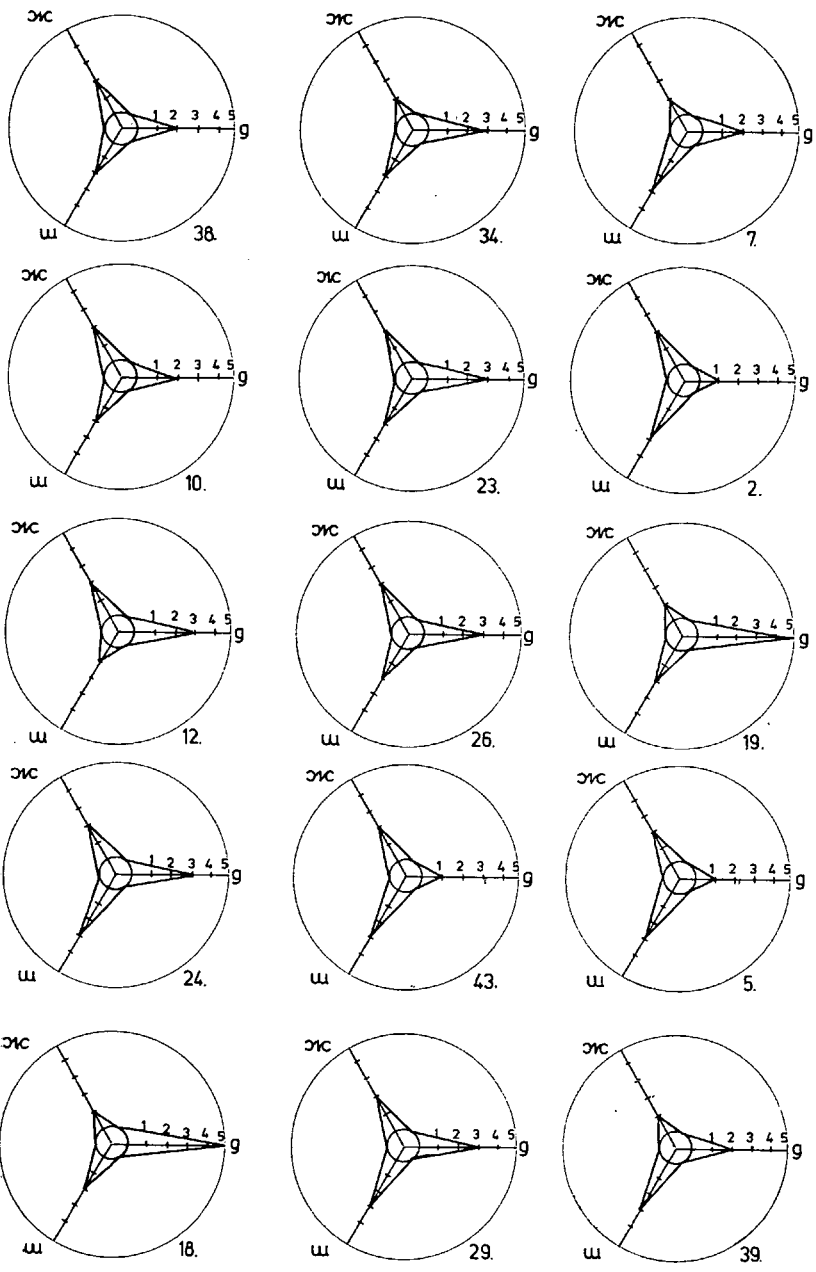 ж ж ж
1 2 3 4 5 g 1 2 3 4 5 g 1 2 3 4 5 g
ш 38. ш 34. ш 7.
ж ж ж
1 2 3 4 5 g 1 2 3 4 5 g 1 2 3 4 5 g
ш 10. ш 23. ш 2.
ж ж ж
1 2 3 4 5 g 1 2 3 4 5 g 1 2 3 4 5 g
ш 12. ш 26. ш 19.
ж ж ж
1 2 3 4 5 g 1 2 3 4 5 g 1 2 3 4 5 g
ш 24. ш 43. ш 5.
ж ж ж
1 2 3 4 5 g 1 2 3 4 5 g 1 2 3 4 5 g
ш 18. ш 29. ш 39.